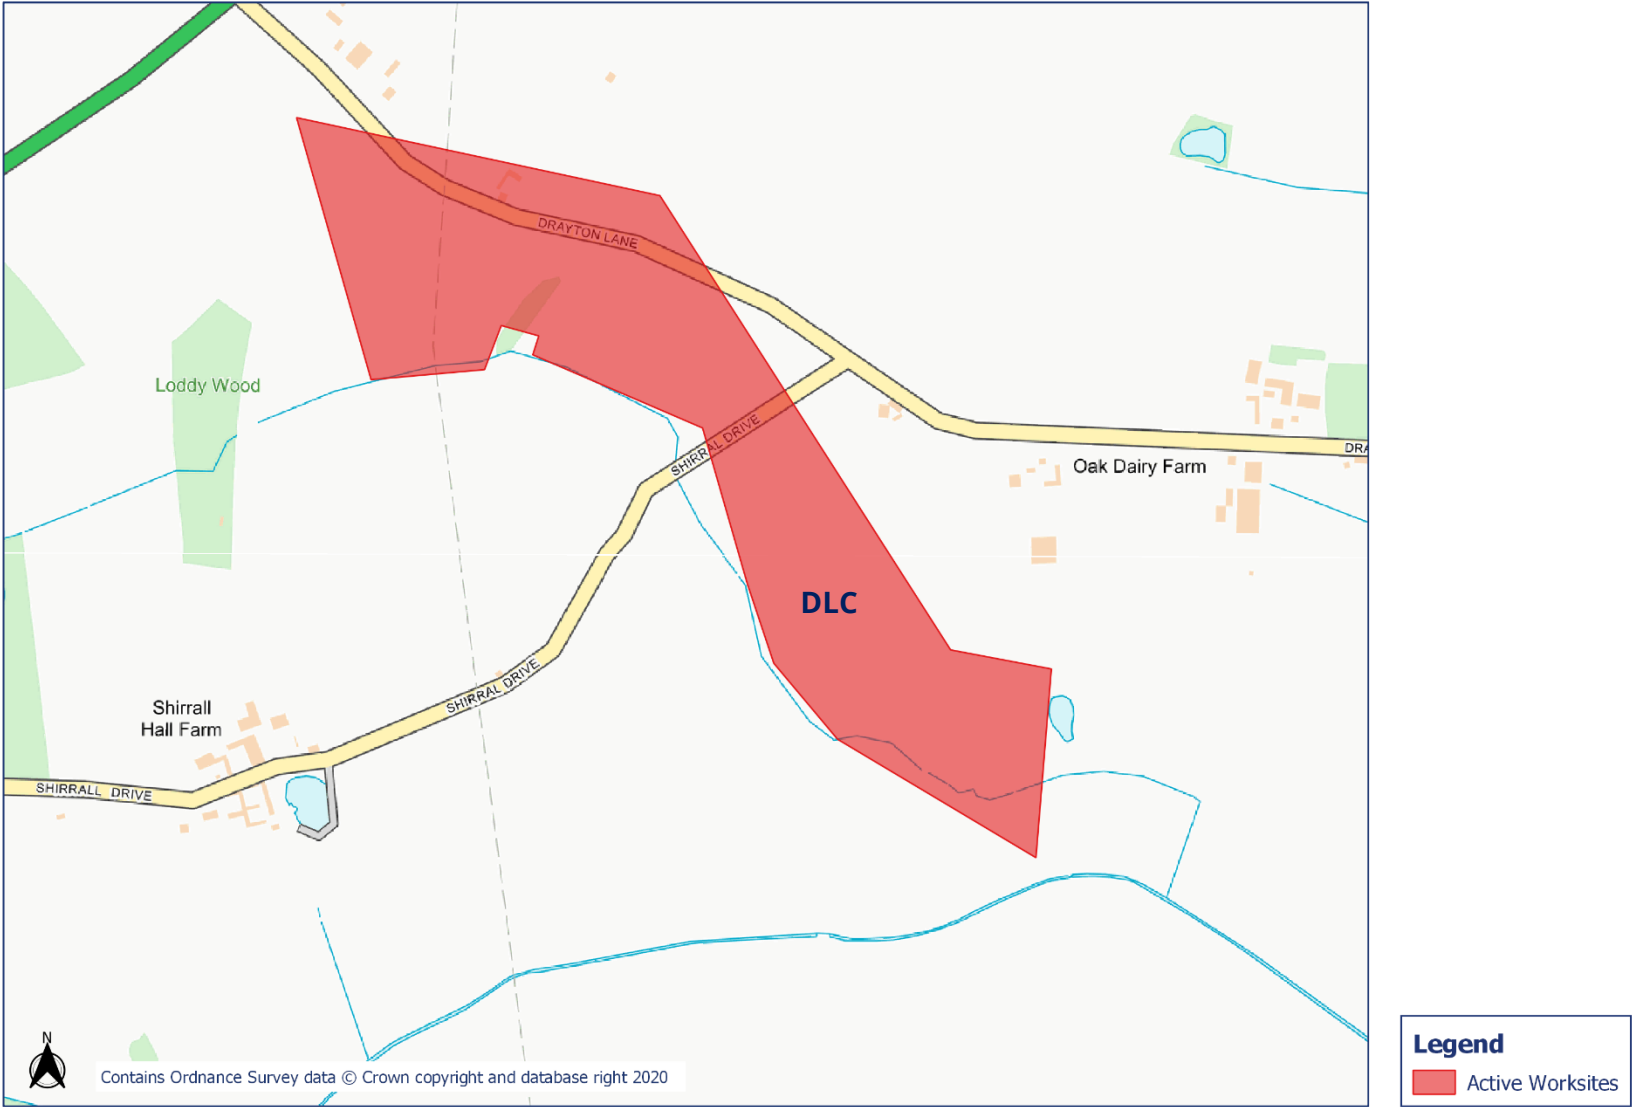 DRAYTON LANE
Loddy Wood
SHIRRAL DRIVE
DRA
Oak Dairy Farm
DLC
SHIRRAL DRIVE
Shirrall
Hall Farm
SHIRRALL DRIVE
N
Contains Ordnance Survey data © Crown copyright and database right 2020
Legend
Active Worksites